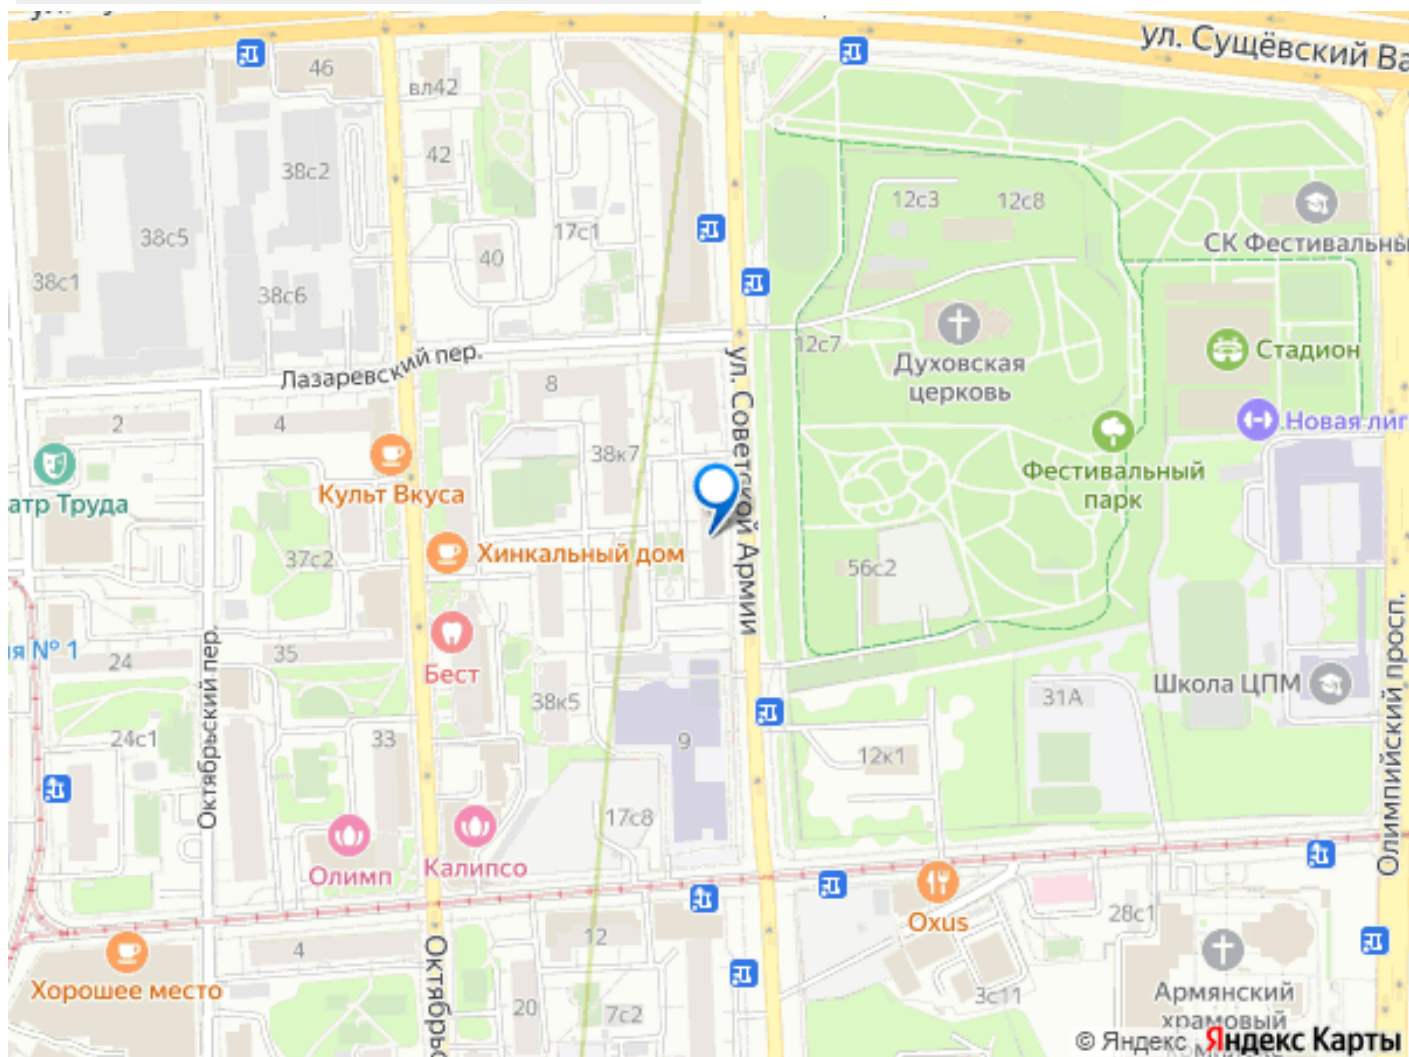 ул. Сущёвский Ва
46
вл42
42
38с2
12с3
12с8
СК Фестивальны
38с5
17с1
40
38с1
38с6
12с7
Духовская
церковь
Стадион
Лазаревский пер.
ул. Советской Армии
8
2
4
Новая лиг
38к7
Фестивальный
парк
Культ Вкуса
атр Труда
Хинкальный дом
37с2
56с2
я № 1
24
35
Бест
Октябрьский пер.
38к5
31А
Школа ЦПМ
Олимпийский просп.
24с1
33
9
12к1
17с8
Олимп
Калипсо
Oxus
28с1
4
12
Октябрьс
Хорошее место
20
7с2
3с11
Армянский
храмовый
© Яндекс Яндекс Карты